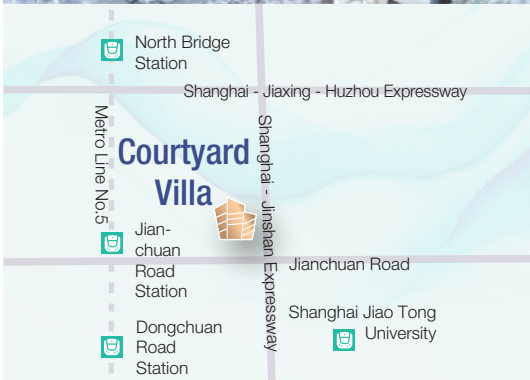 North Bridge
Station
Shanghai - Jiaxing - Huzhou Expressway
Metro Line No.5
Shanghai - Jinshan Expressway
Courtyard
Villa
Jian-
chuan
Road
Station
Jianchuan Road
Shanghai Jiao Tong
University
Dongchuan
Road
Station